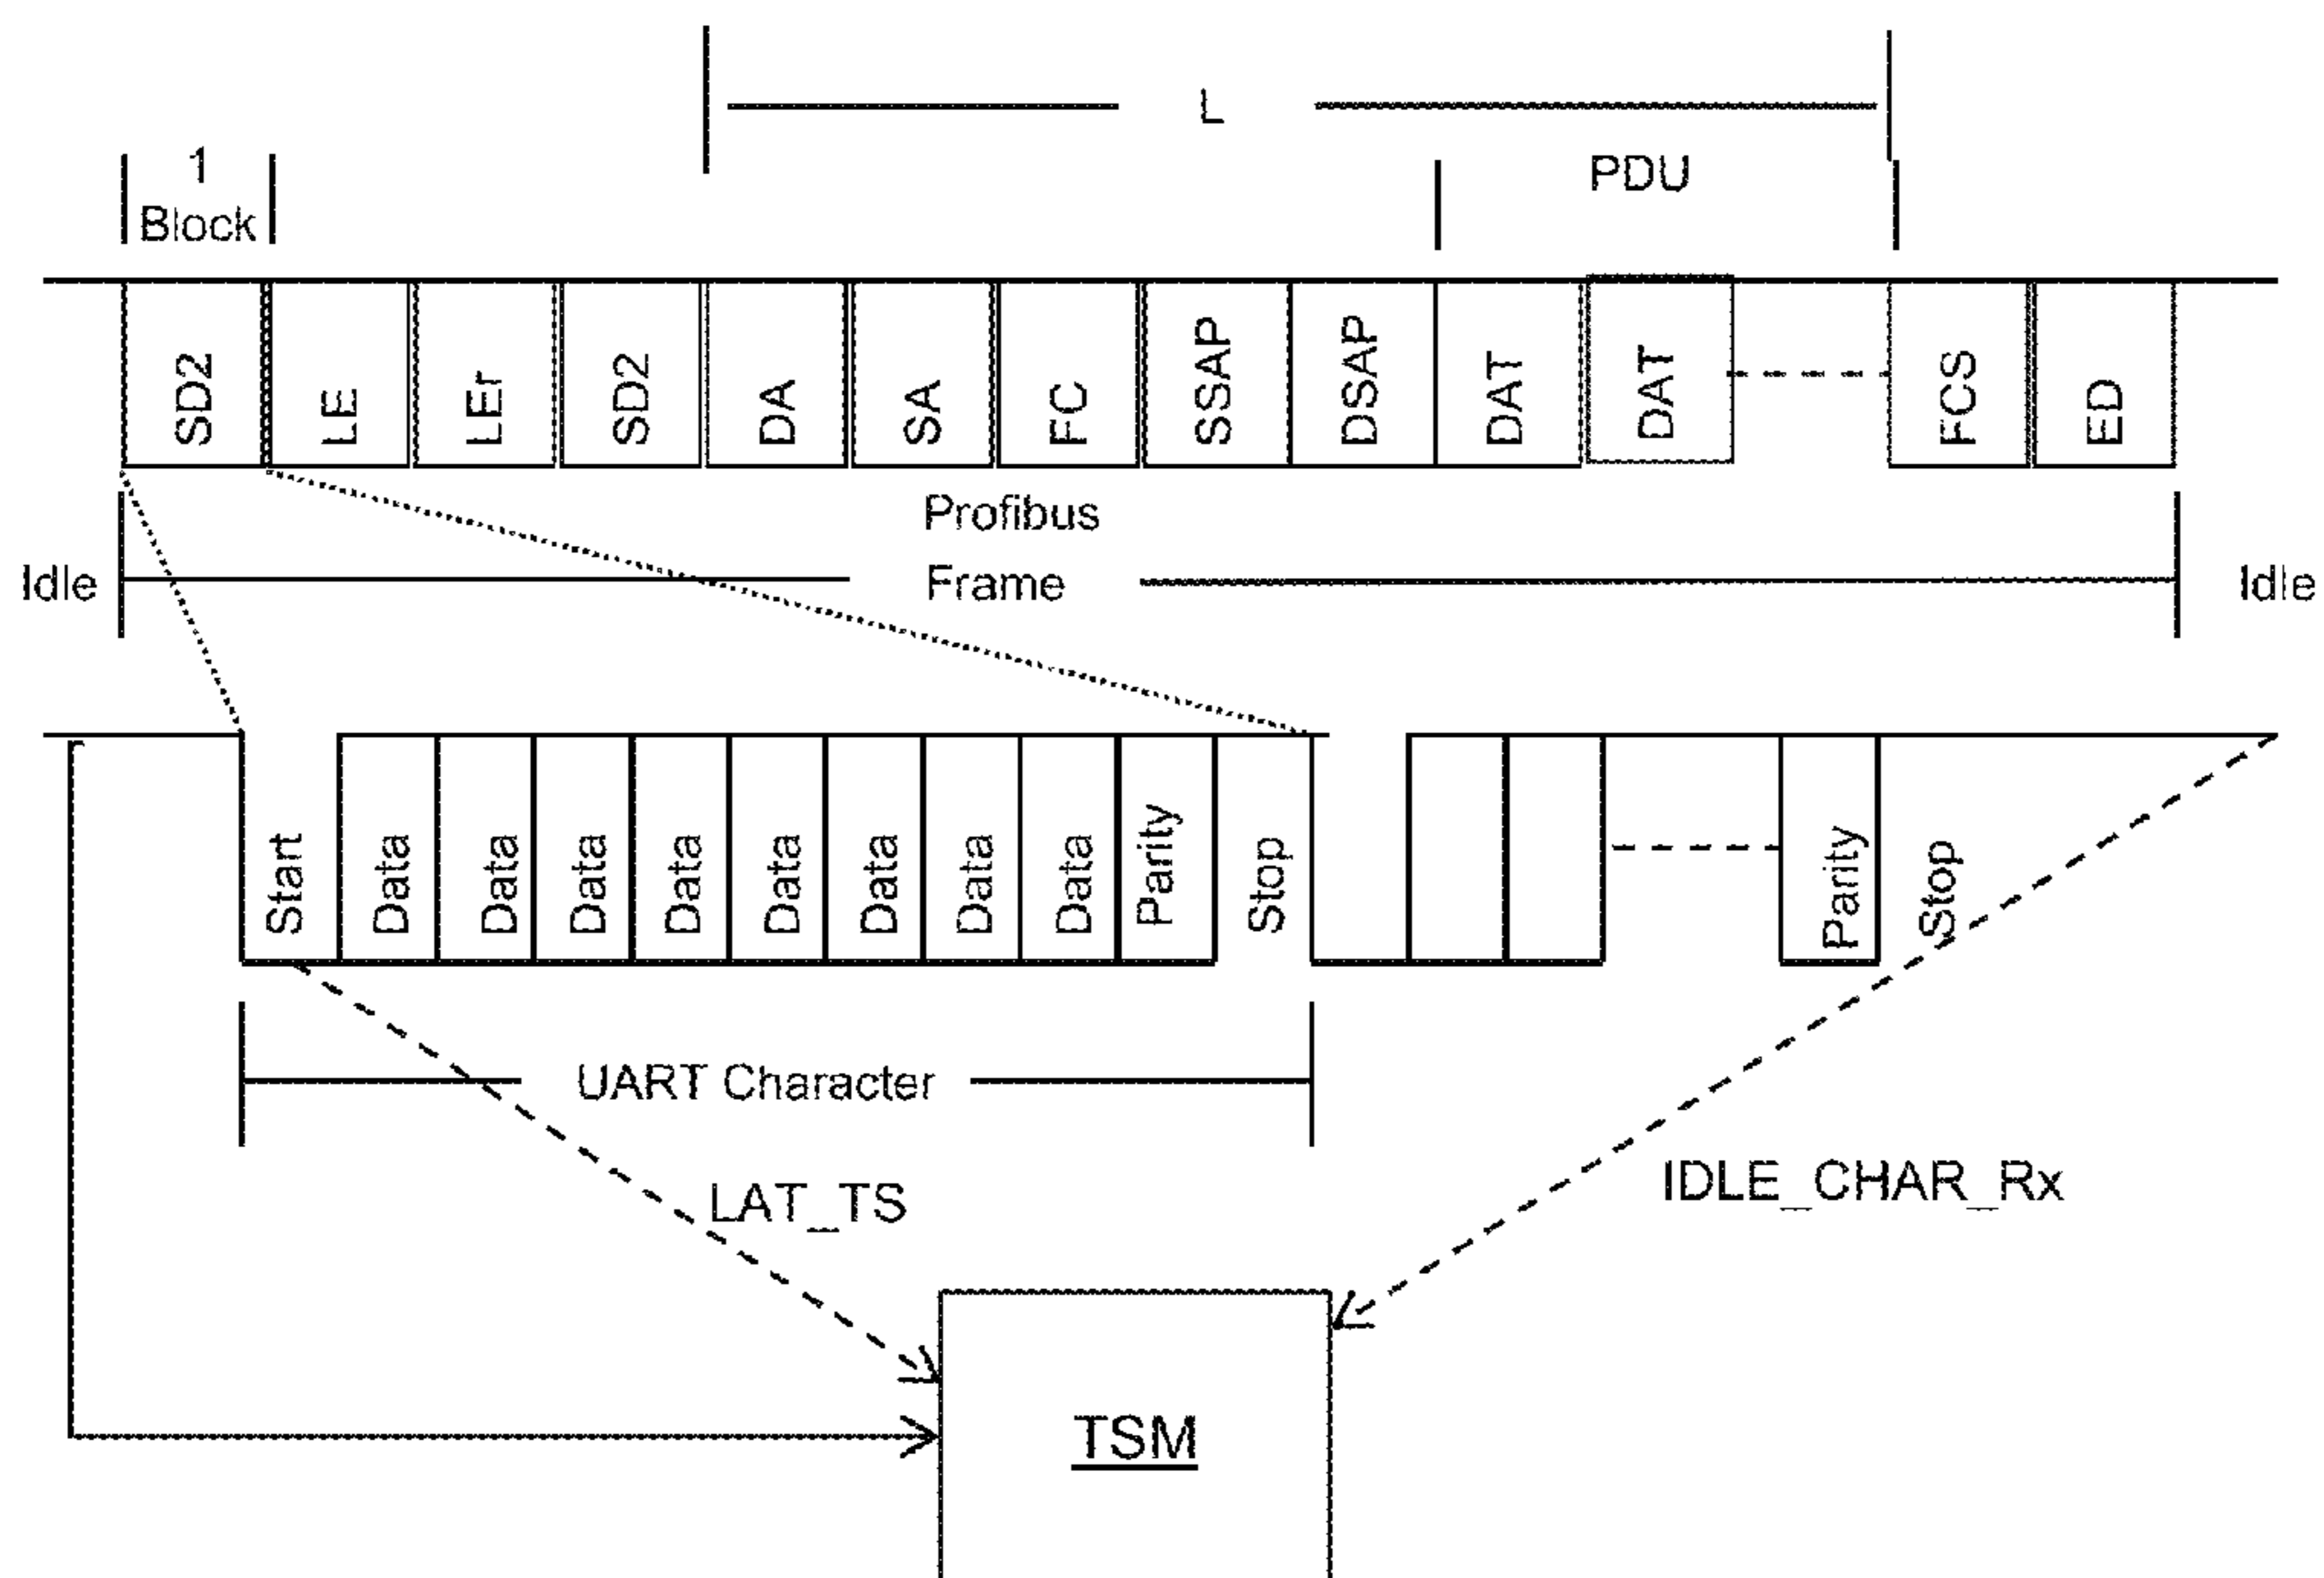 L
1
Block
PDU
SD2
LE
LEr
SD2
DA
SA
FC
SSAP
DSAP
DAT
DAT
FCS
ED
Profibus
Idle
Frame
Idle
Start
Data
Data
Data
Data
Data
Data
Data
Data
Parity
Stop
Parity
Stop
UART Character
LAT_TS
IDLE_CHAR_Rx
TSM